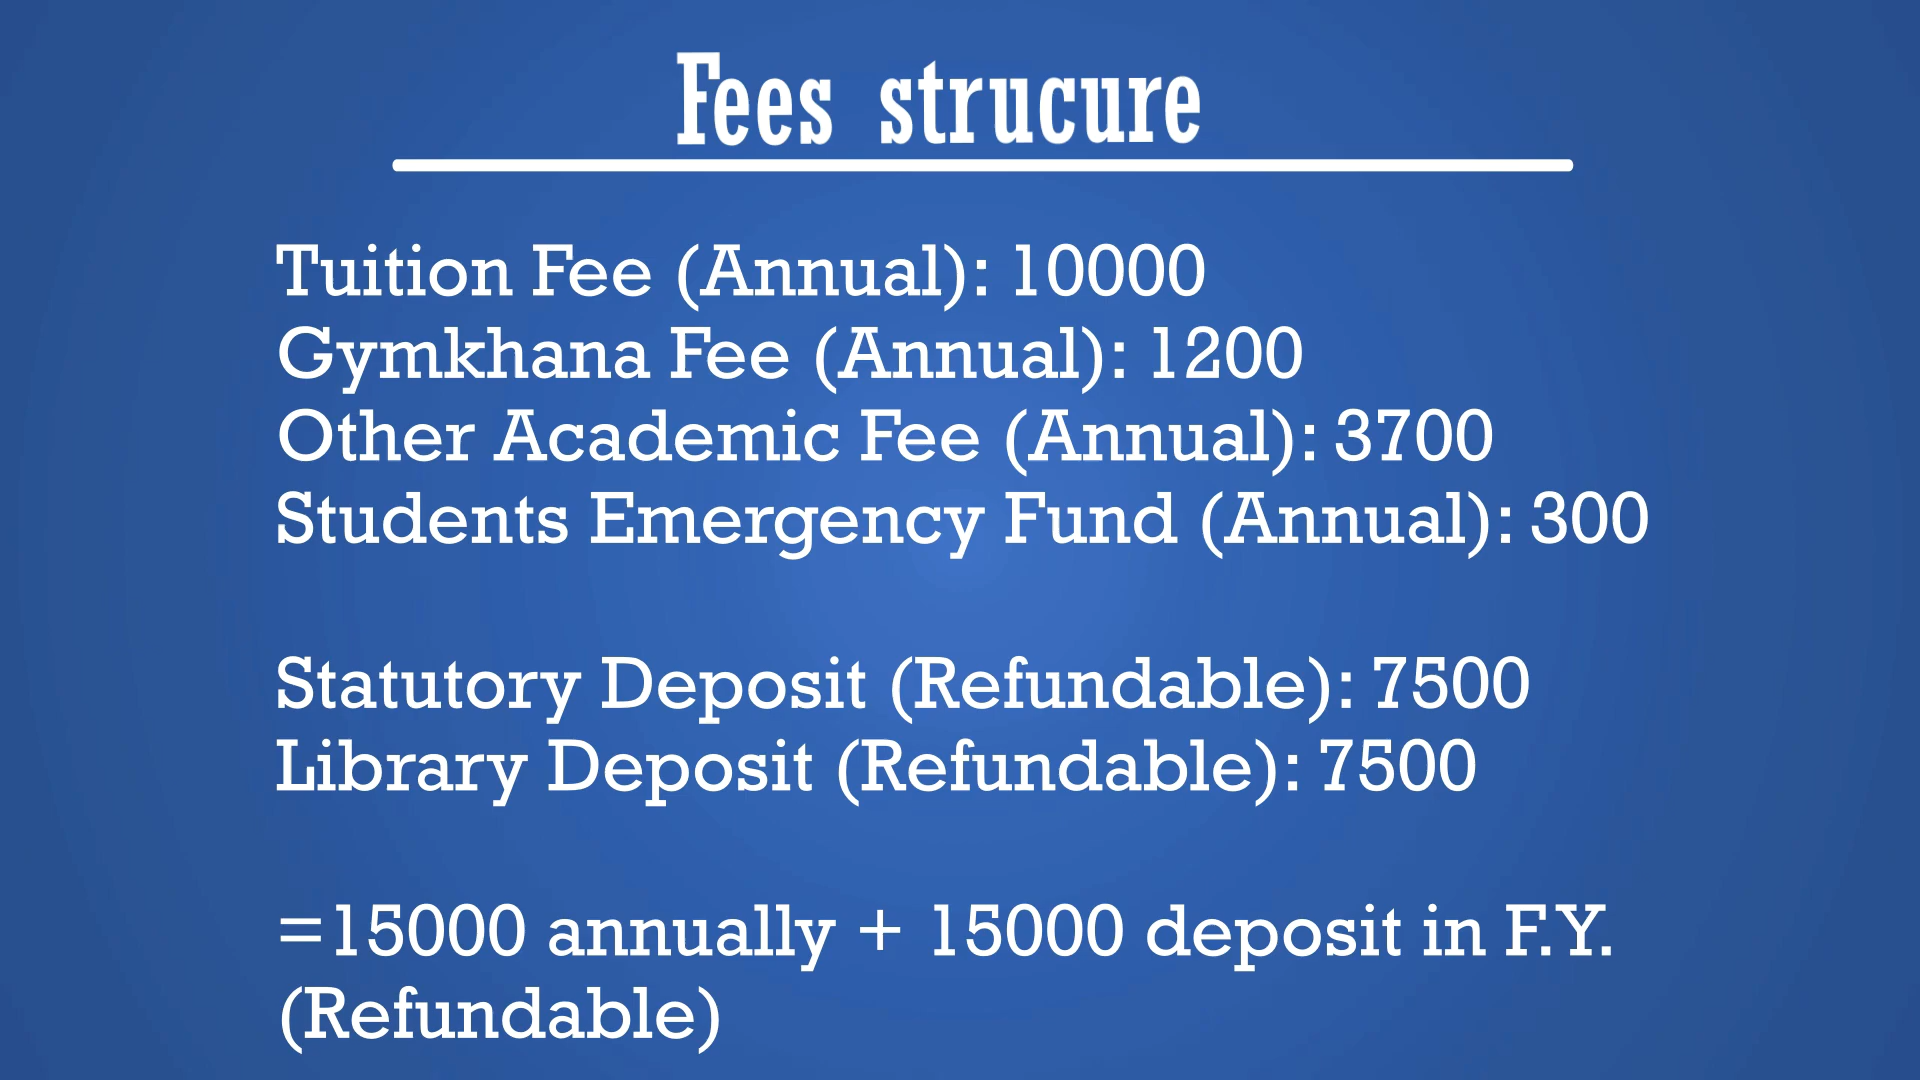 Fees strucure
Tuition Fee (Annual): 10000
Gymkhana Fee (Annual): 1200
Other Academic Fee (Annual): 3700
Students Emergency Fund (Annual): 300
Statutory Deposit (Refundable): 7500
Library Deposit (Refundable): 7500
=15000 annually + 15000 deposit in F.Y.
(Refundable)